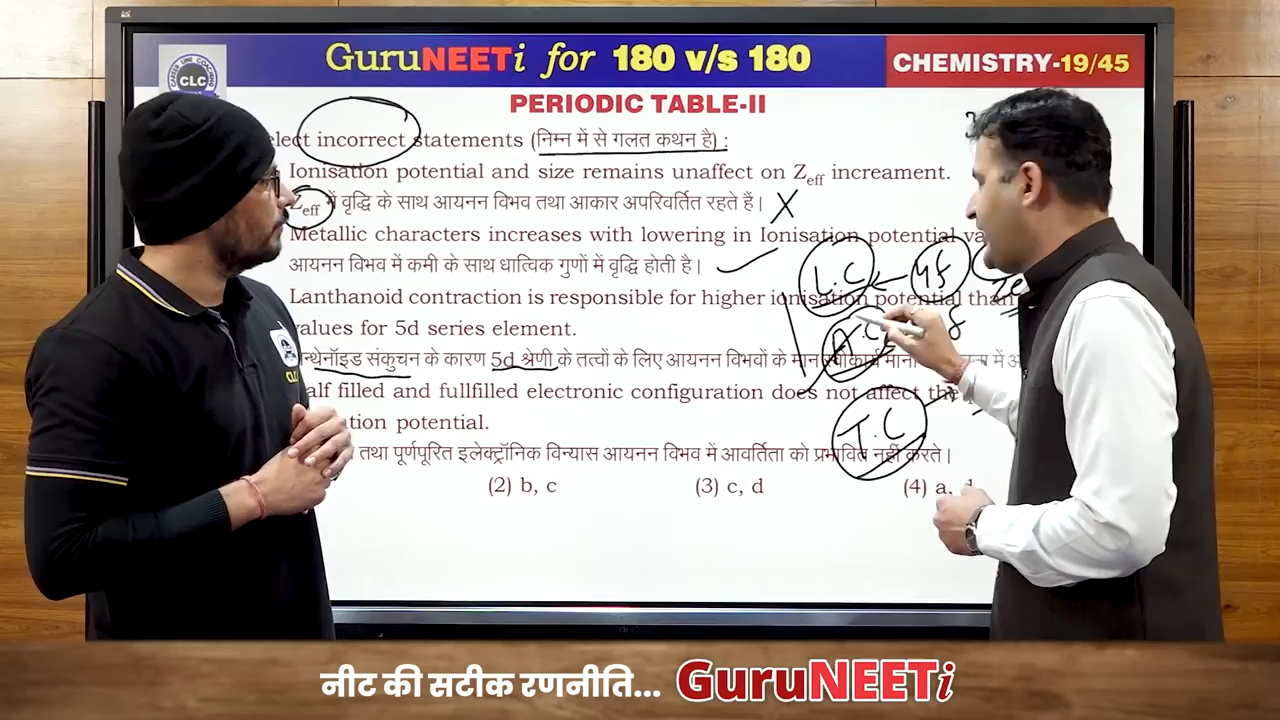 GuruNEETi for 180 v/s 180
CHEMISTRY-19/45
CLC
PERIODIC TABLE-II
elect incorrect statements (निम्न में से गलत कथन है) :
Ionisation potential and size remains unaffect on Zeff increament.
Zeff में वृद्धि के साथ आयनन विभव तथा आकार अपरिवर्तित रहते हैं। X
Metallic characters increases with lowering in Ionisation potential va
आयनन विभव में कमी के साथ धात्विक गुणों में वृद्धि होती है।
L.C
4f
Lanthanoid contraction is responsible for higher ionisation potential than
values for 5d series element.
न्थेनॉइड संकुचन के कारण 5d श्रेणी के तत्वों के लिए आयनन विभवों के मान
alf filled and fullfilled electronic configuration does not affect the
tion potential.
T.C
तथा पूर्णपूरित इलेक्ट्रॉनिक विन्यास आयनन विभव में आवर्तिता को प्रभावित नहीं करते।
(2) b, c (3) c, d (4) a, d
CLC
नीट की सटीक रणनीति... GuruNEETi